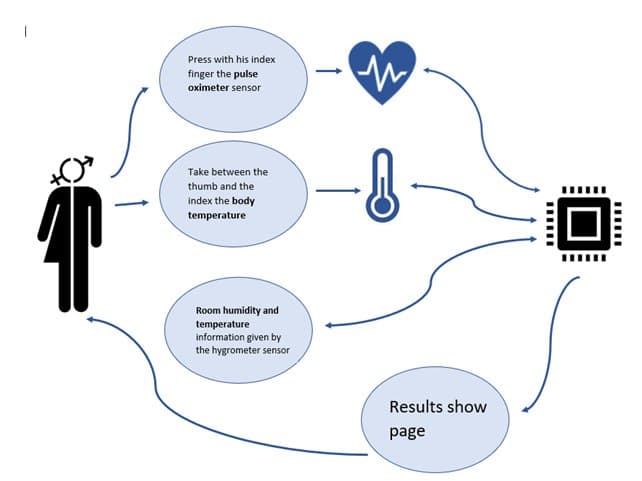 Press with his index
finger the pulse
oximeter sensor
Take between the
thumb and the
index the body
temperature
Room humidity and
temperature
information given by
the hygrometer sensor
Results show
page